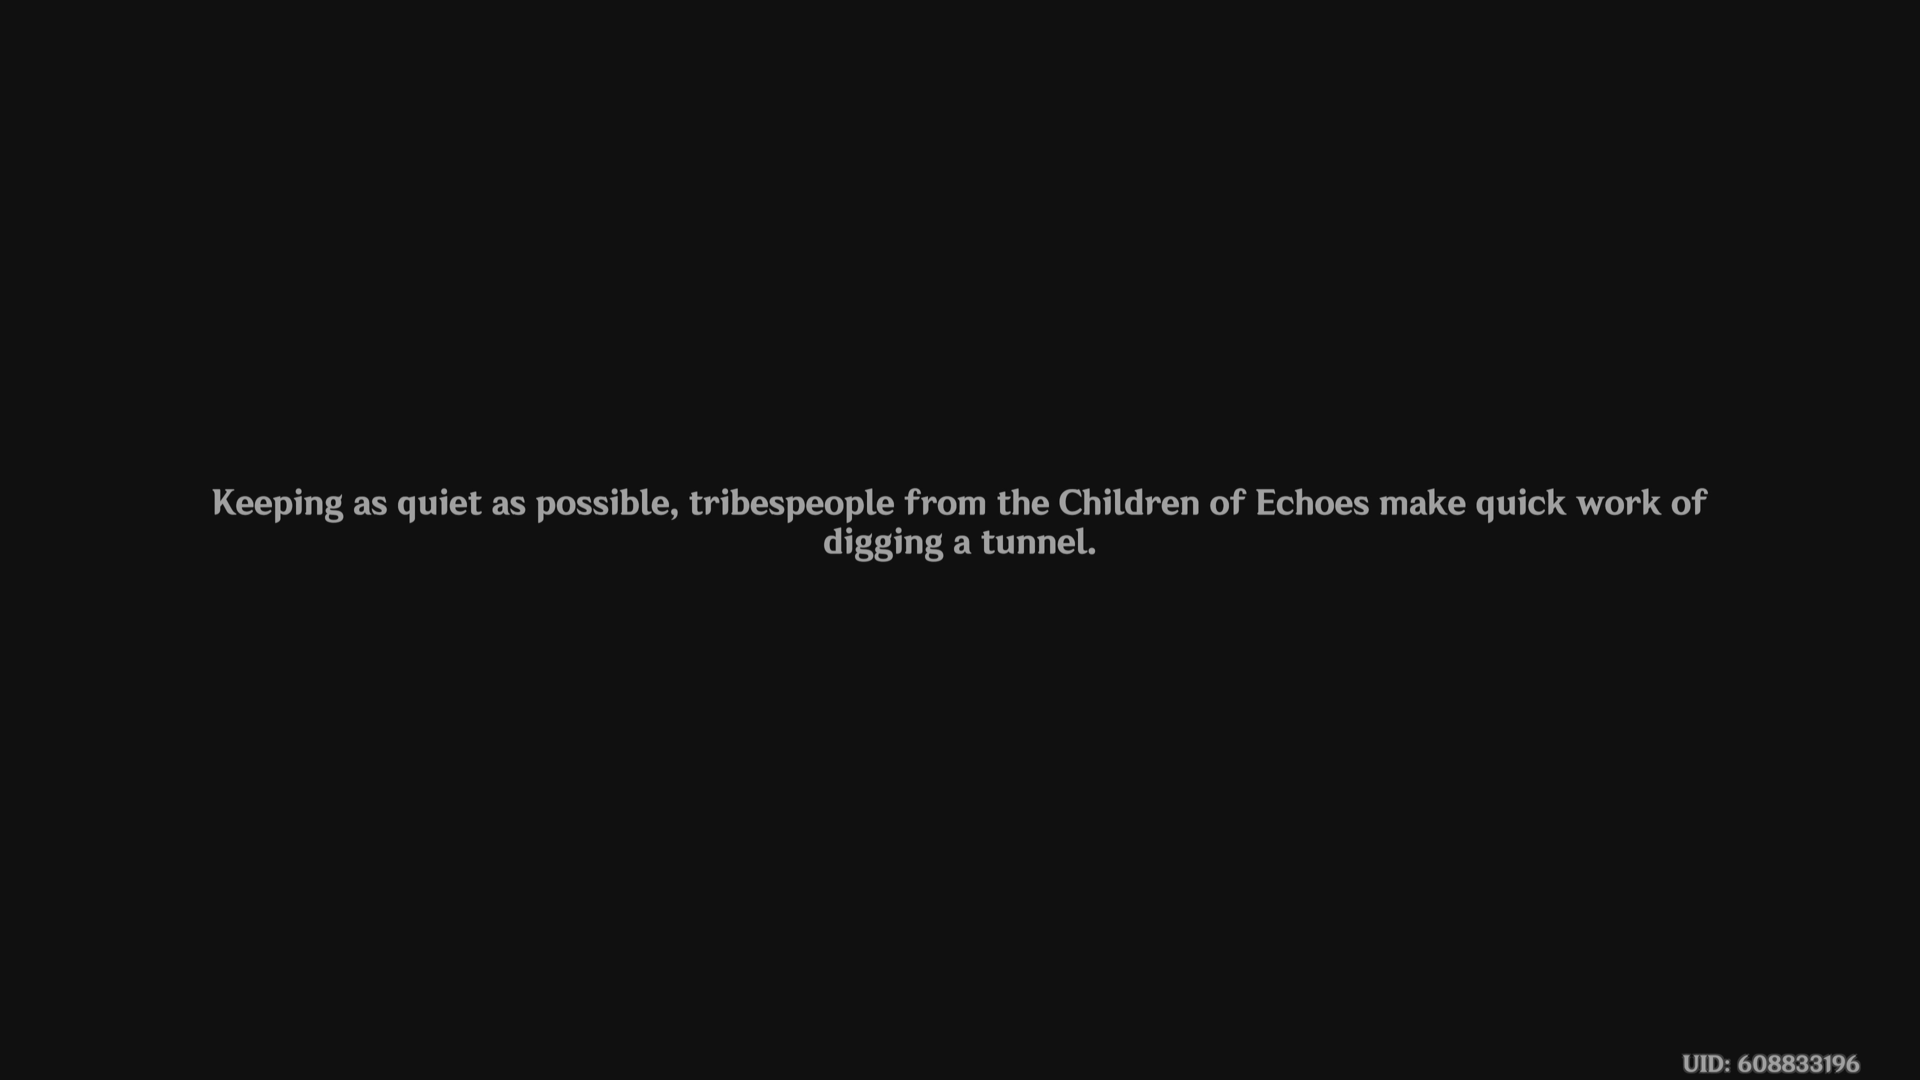 Keeping as quiet as possible, tribespeople from the Children of Echoes make quick work of
digging a tunnel.
UID: 608833196